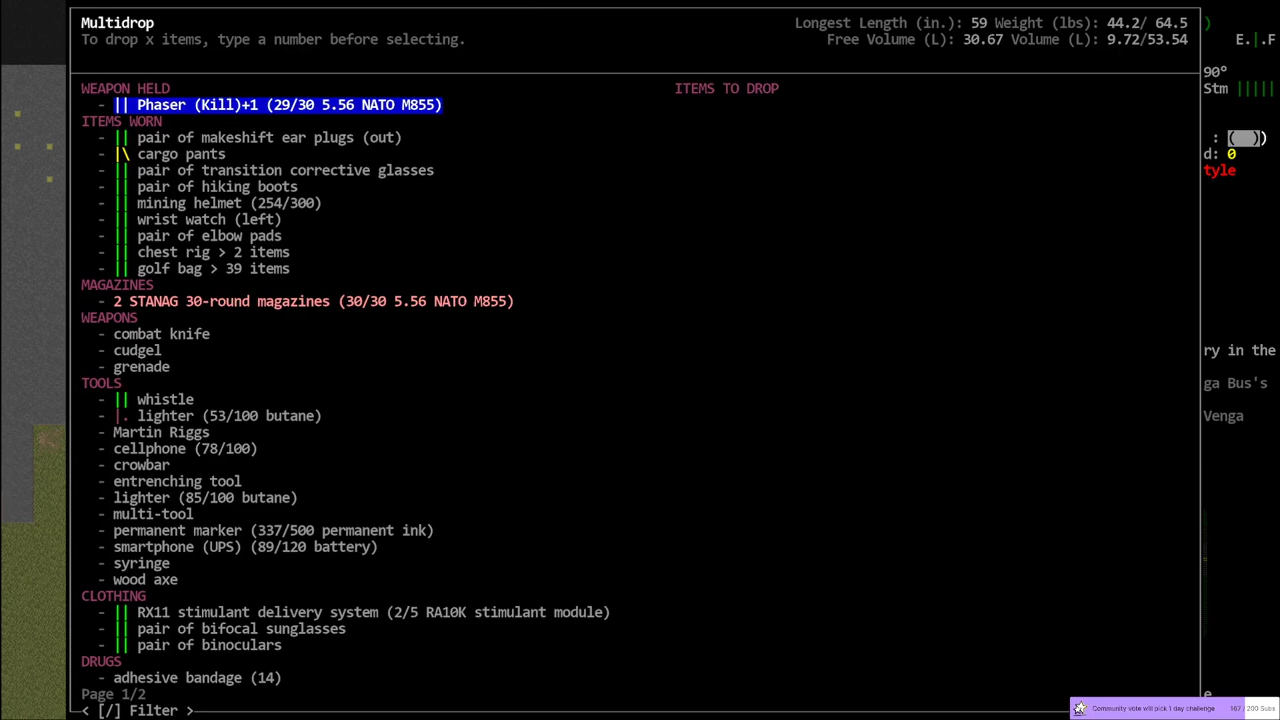 Multidrop
To drop x items, type a number before selecting.
Longest Length (in.): 59 Weight (lbs): 44.2/ 64.5
Free Volume (L): 30.67 Volume (L): 9.72/53.54
WEAPON HELD
- || Phaser (Kill)+1 (29/30 5.56 NATO M855)
ITEMS WORN
- || pair of makeshift ear plugs (out)
- |\ cargo pants
- || pair of transition corrective glasses
- || pair of hiking boots
- || mining helmet (254/300)
- || wrist watch (left)
- || pair of elbow pads
- || chest rig > 2 items
- || golf bag > 39 items
MAGAZINES
- 2 STANAG 30-round magazines (30/30 5.56 NATO M855)
WEAPONS
- combat knife
- cudgel
- grenade
TOOLS
- || whistle
- |. lighter (53/100 butane)
- Martin Riggs
- cellphone (78/100)
- crowbar
- entrenching tool
- lighter (85/100 butane)
- multi-tool
- permanent marker (337/500 permanent ink)
- smartphone (UPS) (89/120 battery)
- syringe
- wood axe
CLOTHING
- || RX11 stimulant delivery system (2/5 RA10K stimulant module)
- || pair of bifocal sunglasses
- || pair of binoculars
DRUGS
- adhesive bandage (14)
Page 1/2
< [/] Filter >
ITEMS TO DROP
)
E.|.F
90°
Stm |||||
: (  ))
d: 0
tyle
ry in the
ga Bus's
Venga
e
Community vote will pick 1 day challenge 167 / 200 Subs